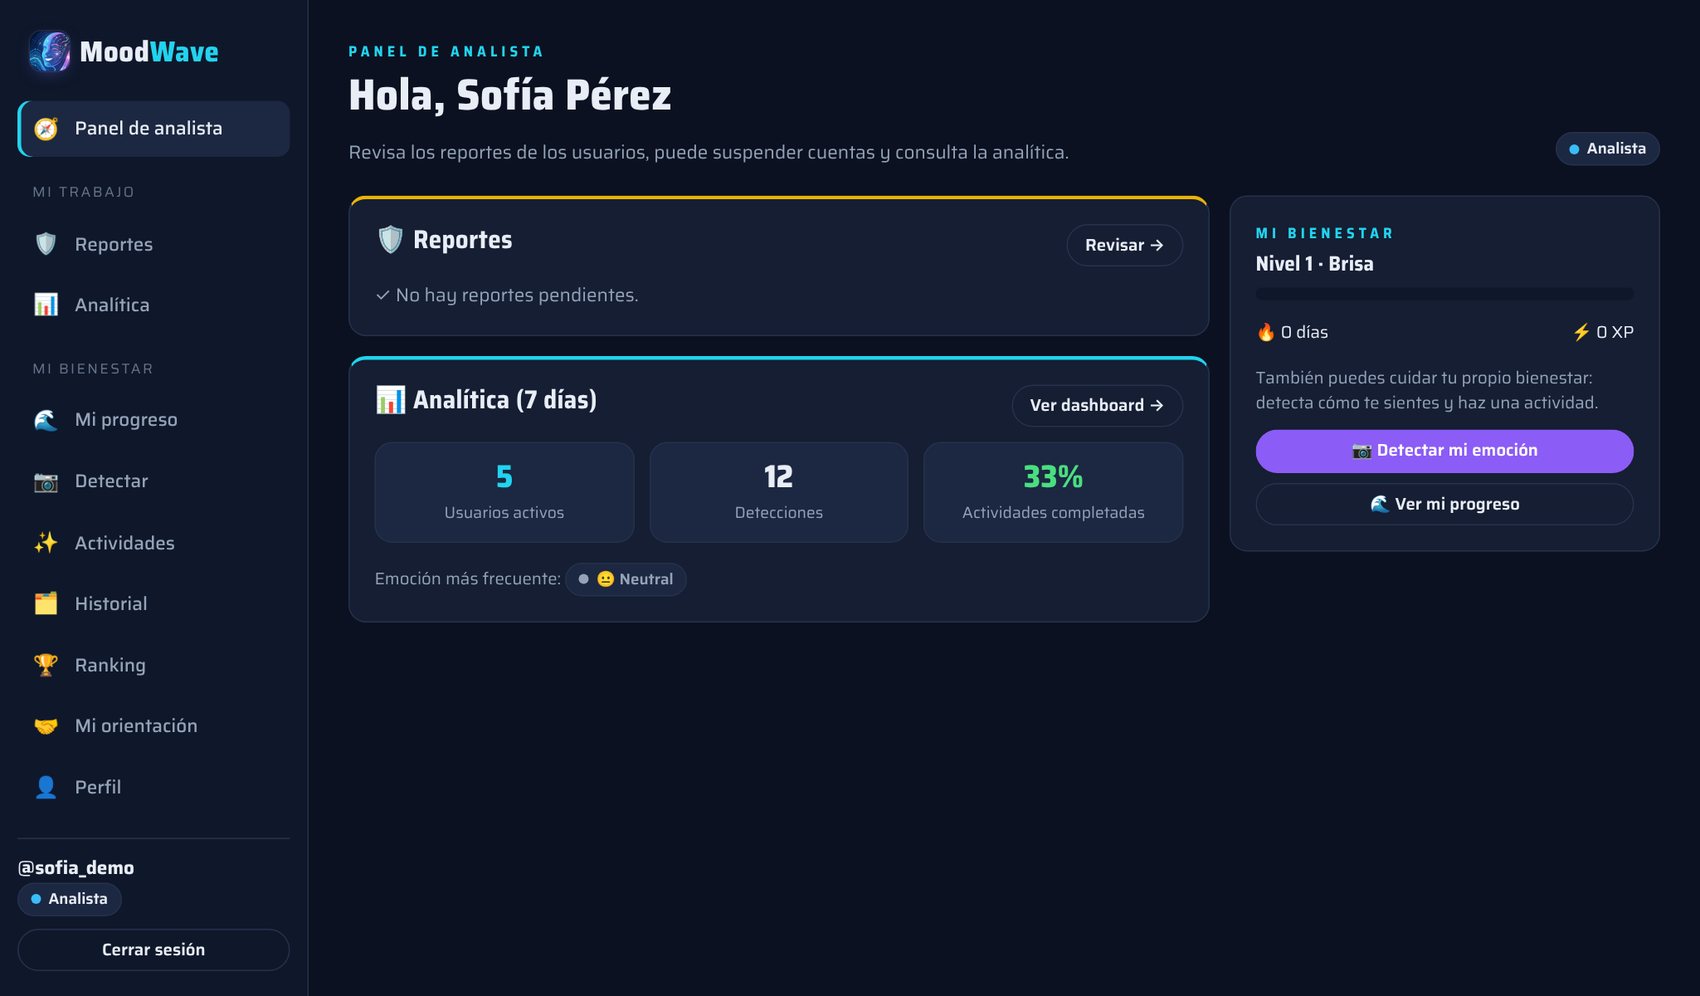 MoodWave
Panel de analista
MI TRABAJO
Reportes
Analítica
MI BIENESTAR
Mi progreso
Detectar
Actividades
Historial
Ranking
Mi orientación
Perfil
@sofia_demo
Analista
Cerrar sesión
PANEL DE ANALISTA
Hola, Sofía Pérez
Revisa los reportes de los usuarios, puede suspender cuentas y consulta la analítica.
Analista
Reportes
Revisar →
✓ No hay reportes pendientes.
Analítica (7 días)
Ver dashboard →
5
Usuarios activos
12
Detecciones
33%
Actividades completadas
Emoción más frecuente: Neutral
MI BIENESTAR
Nivel 1 · Brisa
0 días
0 XP
También puedes cuidar tu propio bienestar:
detecta cómo te sientes y haz una actividad.
Detectar mi emoción
Ver mi progreso